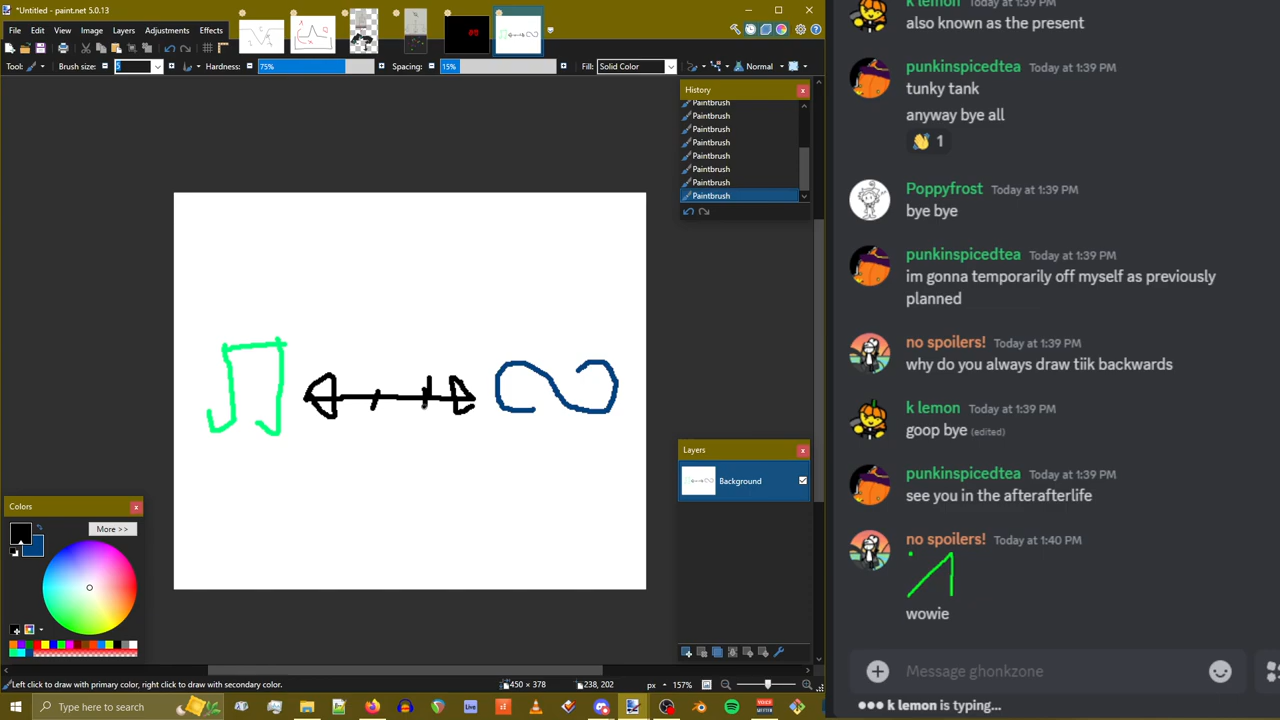 *Untitled - paint.net 5.0.13
File Edit View Image Layers Adjustments Effects
Tool: Brush size: 5 Hardness: 75% Spacing: 15% Fill: Solid Color Normal
History
Paintbrush
Paintbrush
Paintbrush
Paintbrush
Paintbrush
Paintbrush
Paintbrush
Paintbrush
Layers
Background
Colors
More >>
Left click to draw with primary color, right click to draw with secondary color.
450 × 378
238, 202
px
157%
Type here to search
Live
k lemon Today at 1:39 PM
also known as the present
punkinspicedtea Today at 1:39 PM
tunky tank
anyway bye all
👋 1
Poppyfrost Today at 1:39 PM
bye bye
punkinspicedtea Today at 1:39 PM
im gonna temporarily off myself as previously
planned
no spoilers! Today at 1:39 PM
why do you always draw tiik backwards
k lemon Today at 1:39 PM
goop bye (edited)
punkinspicedtea Today at 1:39 PM
see you in the afterafterlife
no spoilers! Today at 1:40 PM
wowie
Message ghonkzone
k lemon is typing...